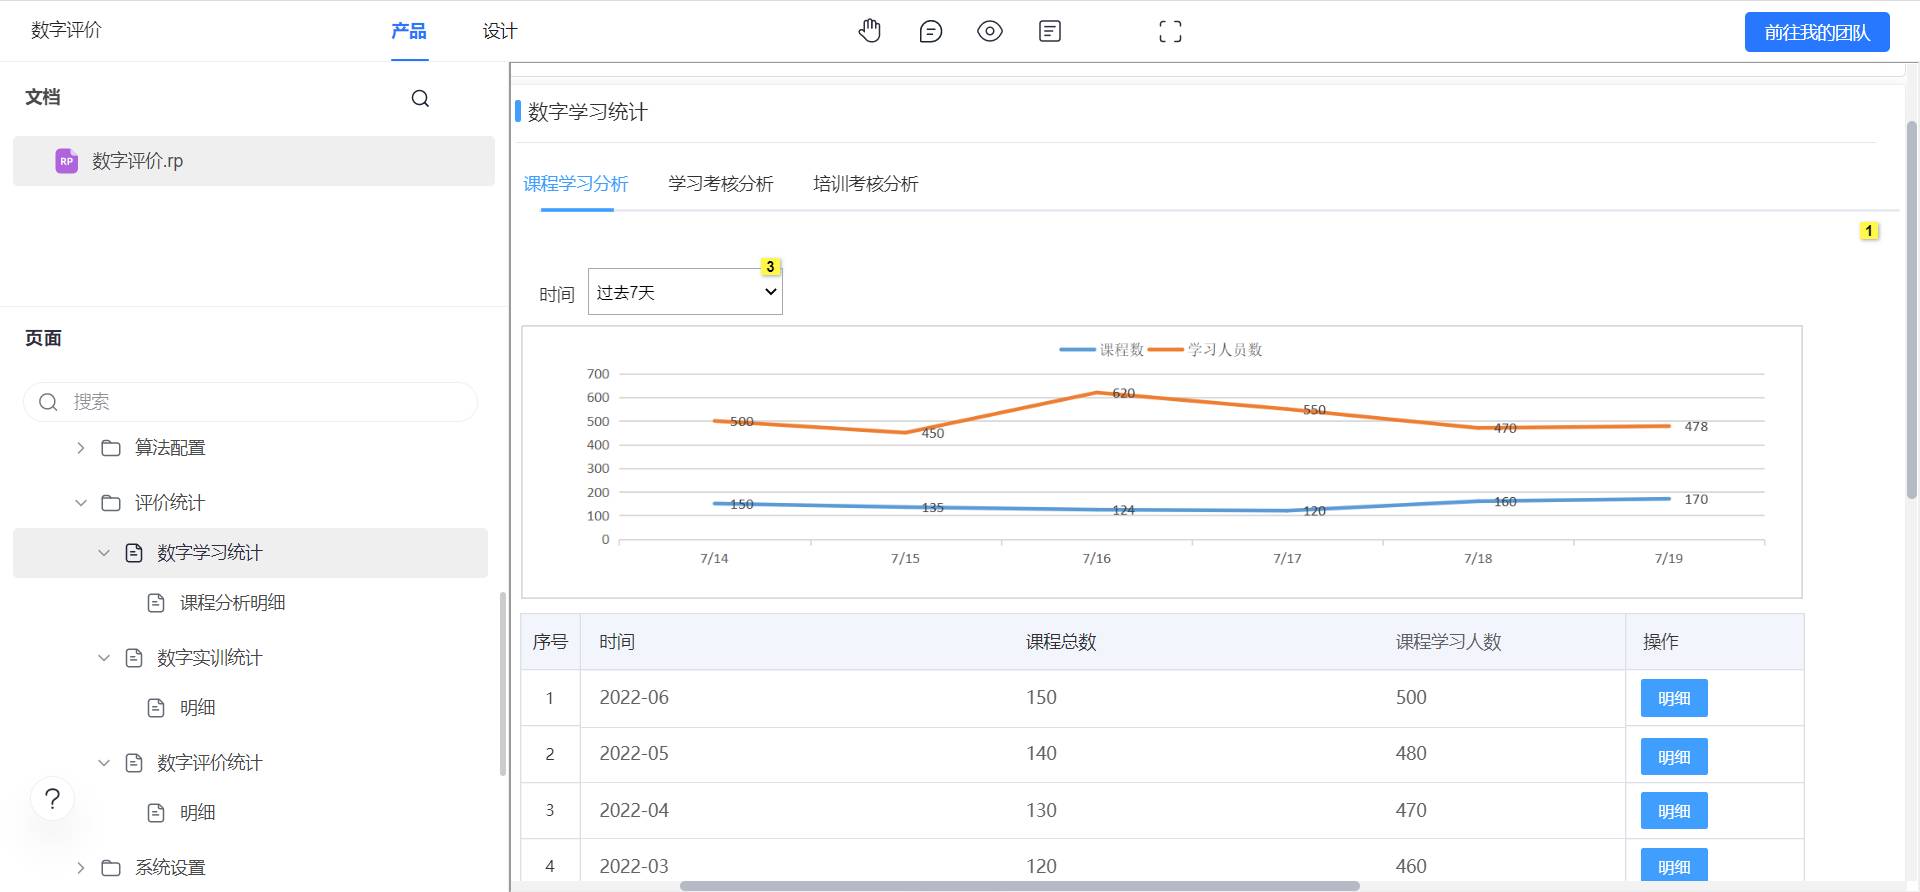 数字评价 产品 设计 前往我的团队
文档
RP 数字评价.rp
页面
搜索
算法配置
评价统计
数字学习统计
课程分析明细
数字实训统计
明细
数字评价统计
明细
?
系统设置
数字学习统计
课程学习分析 学习考核分析 培训考核分析
1
3
时间 过去7天
课程数 学习人员数
700
600
500
400
300
200
100
0
500 450 620 550 470 478
150 135 124 120 160 170
7/14 7/15 7/16 7/17 7/18 7/19
序号 时间 课程总数 课程学习人数 操作
1 2022-06 150 500 明细
2 2022-05 140 480 明细
3 2022-04 130 470 明细
4 2022-03 120 460 明细